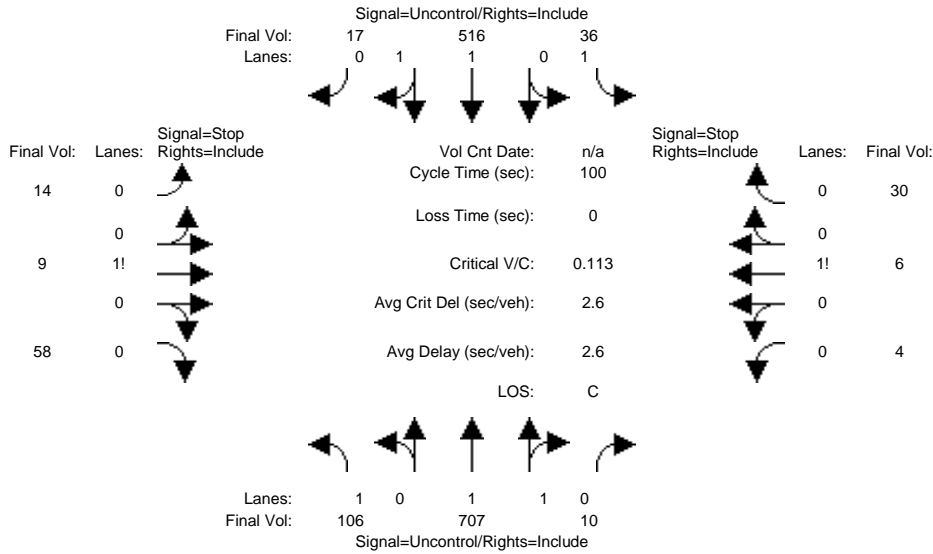 Signal=Uncontrol/Rights=Include
Final Vol: 17 516 36
Lanes: 0 1 1 0 1
Signal=Stop Signal=Stop
Final Vol: Lanes: Rights=Include Vol Cnt Date: n/a Rights=Include Lanes: Final Vol:
Cycle Time (sec): 100
14 0 0 30
Loss Time (sec): 0
0 0
9 1! Critical V/C: 0.113 1! 6
0 Avg Crit Del (sec/veh): 2.6 0
58 0 Avg Delay (sec/veh): 2.6 0 4
LOS: C
Lanes: 1 0 1 1 0
Final Vol: 106 707 10
Signal=Uncontrol/Rights=Include